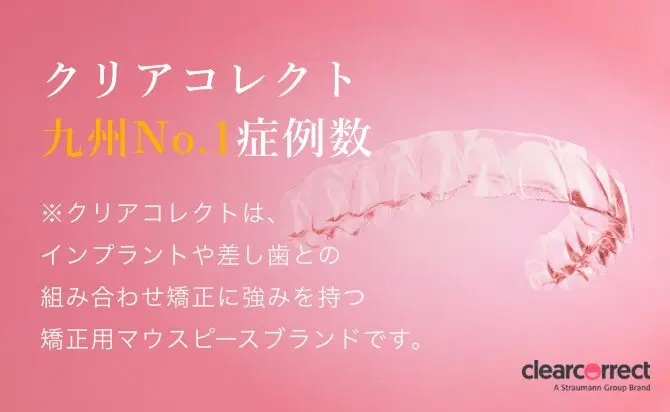 クリアコレクト
九州No.1症例数
※クリアコレクトは、
インプラントや差し歯との
組み合わせ矯正に強みを持つ
矯正用マウスピースブランドです。
clearcorrect
A Straumann Group Brand